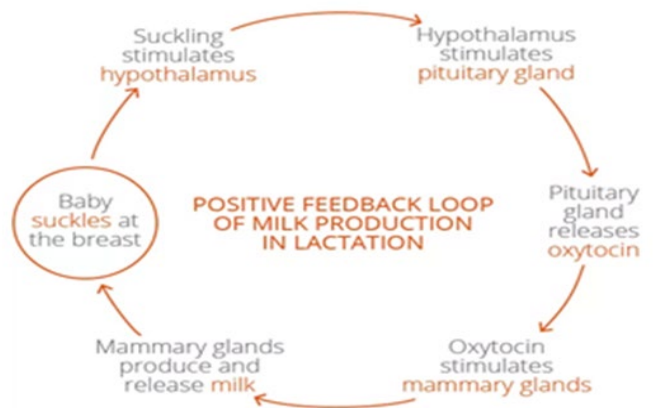 POSITIVE FEEDBACK LOOP
OF MILK PRODUCTION
IN LACTATION
Baby
suckles at
the breast
Suckling
stimulates
hypothalamus
Hypothalamus
stimulates
pituitary gland
Pituitary
gland
releases
oxytocin
Oxytocin
stimulates
mammary glands
Mammary glands
produce and
release milk